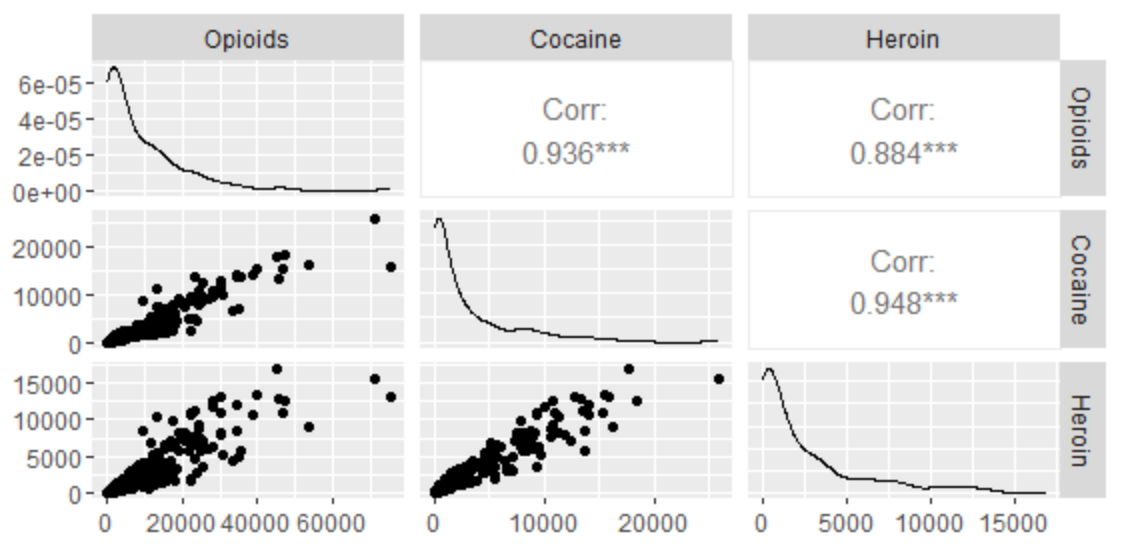 Opioids
Cocaine
Heroin
6e-05
4e-05
2e-05
0e+00
Corr:
0.936***
Corr:
0.884***
Opioids
20000
10000
0
Corr:
0.948***
Cocaine
15000
10000
5000
0
Heroin
0 20000 40000 60000
0 10000 20000
0 5000 10000 15000